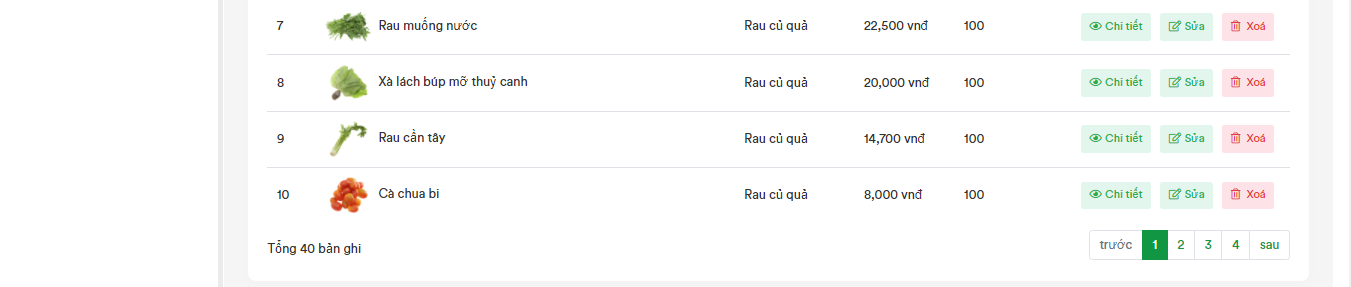 7 Rau muống nước Rau củ quả 22,500 vnđ 100 Chi tiết Sửa Xoá
8 Xà lách búp mỡ thuỷ canh Rau củ quả 20,000 vnđ 100 Chi tiết Sửa Xoá
9 Rau cần tây Rau củ quả 14,700 vnđ 100 Chi tiết Sửa Xoá
10 Cà chua bi Rau củ quả 8,000 vnđ 100 Chi tiết Sửa Xoá
Tổng 40 bản ghi trước 1 2 3 4 sau